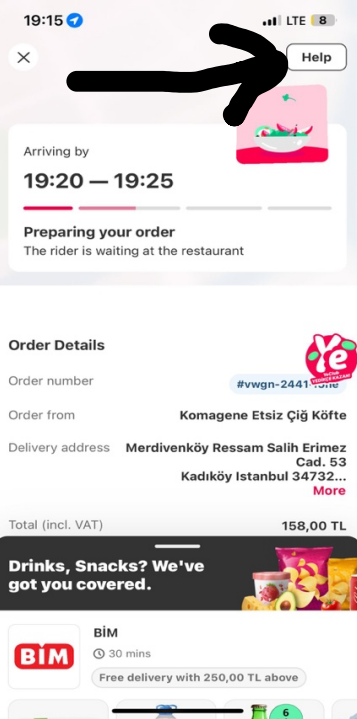 19:15
LTE 8
Help
Arriving by
19:20 — 19:25
Preparing your order
The rider is waiting at the restaurant
Order Details
Ye
Order number
#vwgn-2441
Order from
Komagene Etsiz Çiğ Köfte
Delivery address
Merdivenköy Ressam Salih Erimez
Cad. 53
Kadıköy Istanbul 34732...
More
Total (incl. VAT)
158,00 TL
Drinks, Snacks? We've
got you covered.
BİM
BİM
30 mins
Free delivery with 250,00 TL above
6